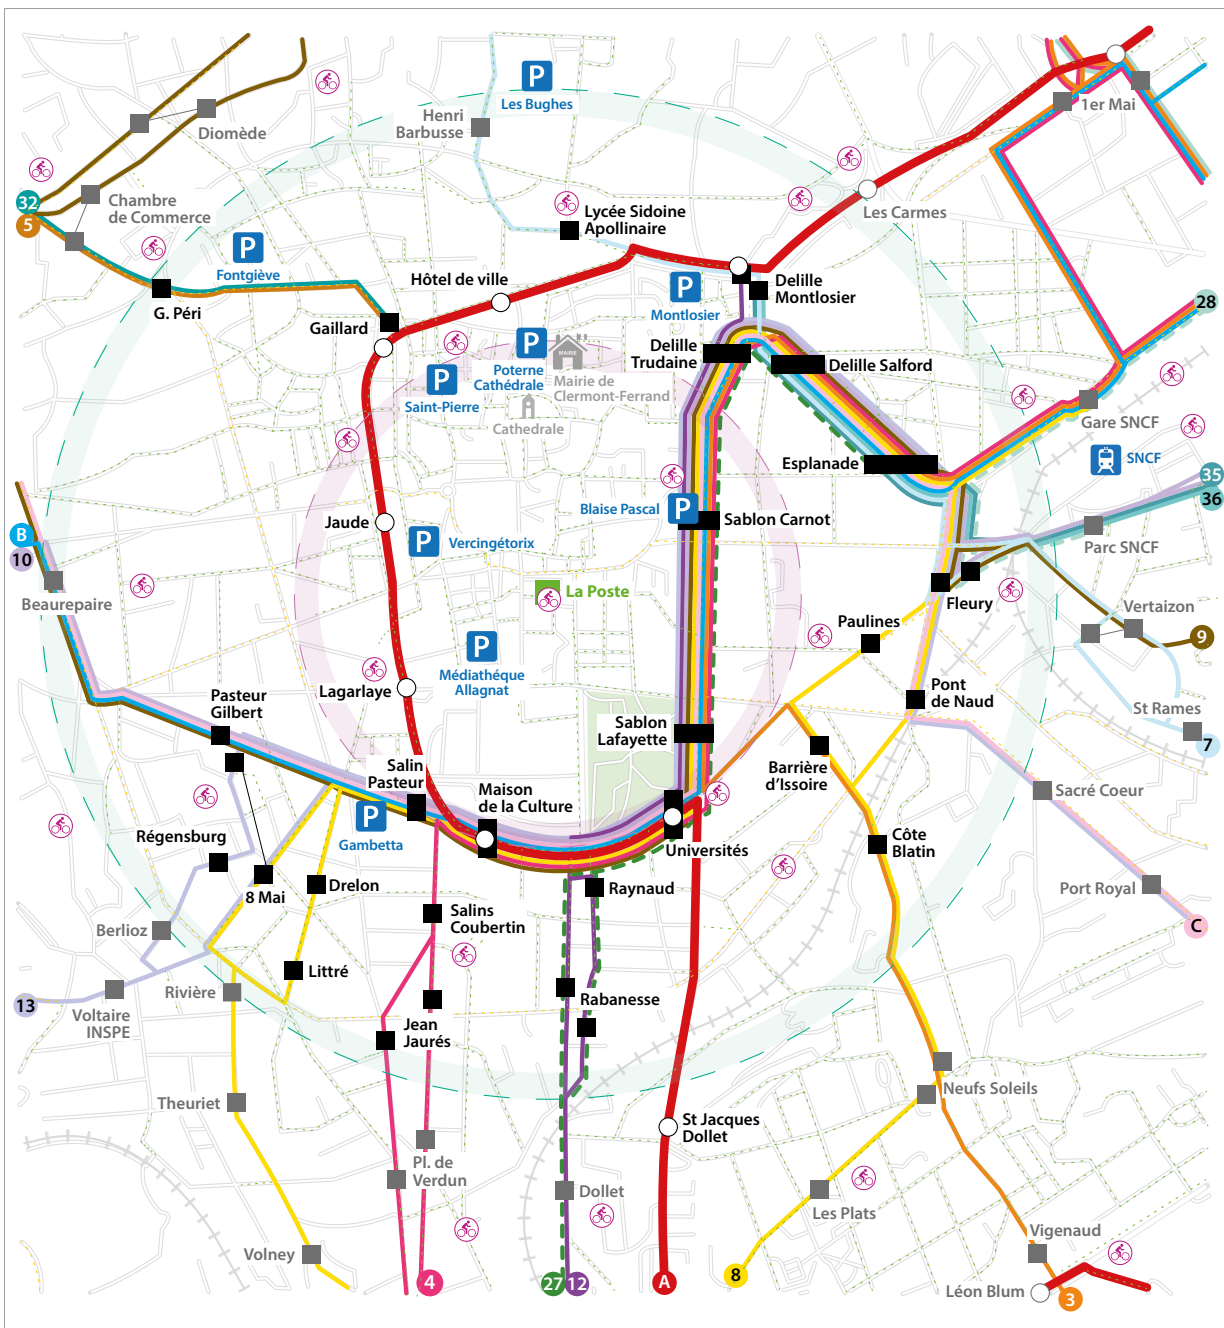 P
Les Bughes
Henri
Barbusse
1er Mai
Diomède
Les Carmes
32
5
Chambre
de Commerce
Lycée Sidoine
Apollinaire
P
Fontgiève
G. Péri
Hôtel de ville
P
Montlosier
Delille
Montlosier
28
Gaillard
P
Poterne
Cathédrale
MAIRIE
Mairie de
Clermont-Ferrand
P
Saint-Pierre
Cathedrale
Delille
Trudaine
Delille Salford
Gare SNCF
SNCF
Esplanade
35
36
Jaude
P
Vercingétorix
Blaise Pascal
P
Sablon Carnot
Parc SNCF
B
10
Beaurepaire
La Poste
Fleury
Paulines
Vertaizon
9
P
Médiathéque
Allagnat
Lagarlaye
Pont
de Naud
St Rames
7
Pasteur
Gilbert
Sablon
Lafayette
Salin
Pasteur
Maison
de la Culture
Barrière
d'Issoire
Sacré Coeur
P
Gambetta
Régensburg
Universités
Côte
Blatin
8 Mai
Drelon
Raynaud
Port Royal
C
Salins
Coubertin
Berlioz
Littré
Rivière
13
Voltaire
INSPE
Rabanesse
Jean
Jaurés
Theuriet
Neufs Soleils
St Jacques
Dollet
Pl. de
Verdun
Dollet
Les Plats
Vigenaud
Volney
4
27
12
A
8
Léon Blum
3